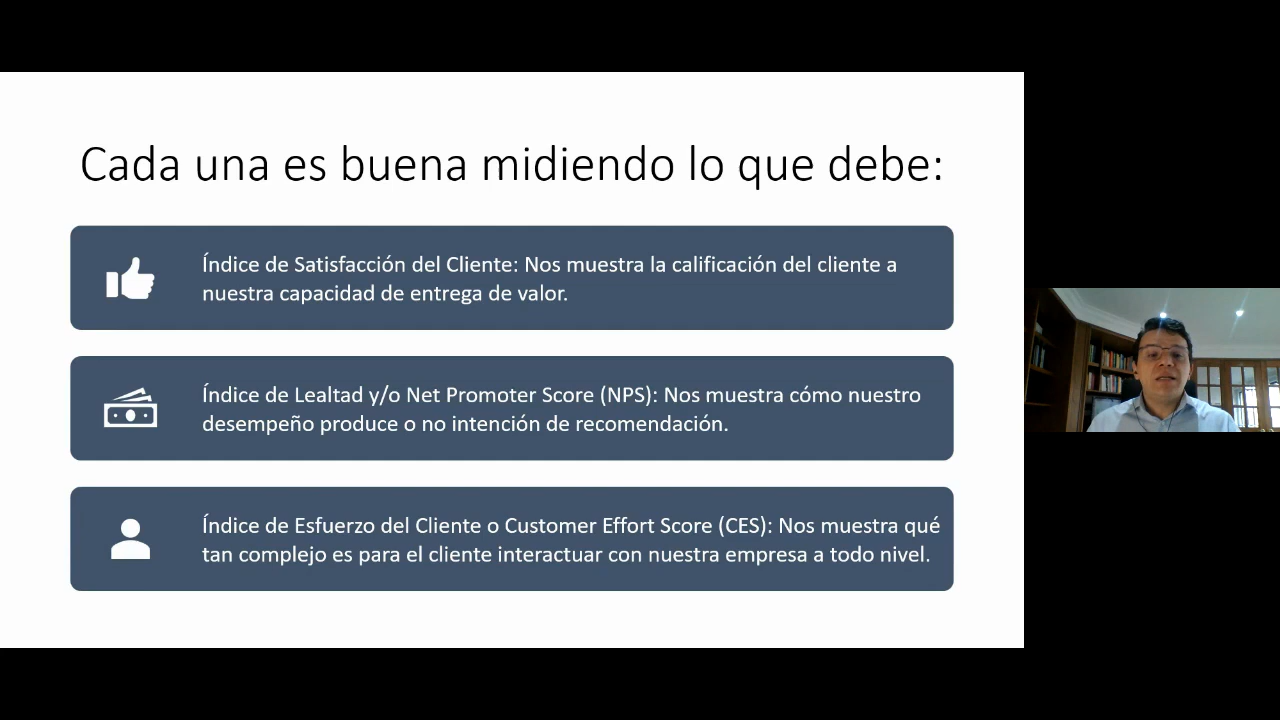 Cada una es buena midiendo lo que debe:
Índice de Satisfacción del Cliente: Nos muestra la calificación del cliente a
nuestra capacidad de entrega de valor.
Índice de Lealtad y/o Net Promoter Score (NPS): Nos muestra cómo nuestro
desempeño produce o no intención de recomendación.
Índice de Esfuerzo del Cliente o Customer Effort Score (CES): Nos muestra qué
tan complejo es para el cliente interactuar con nuestra empresa a todo nivel.